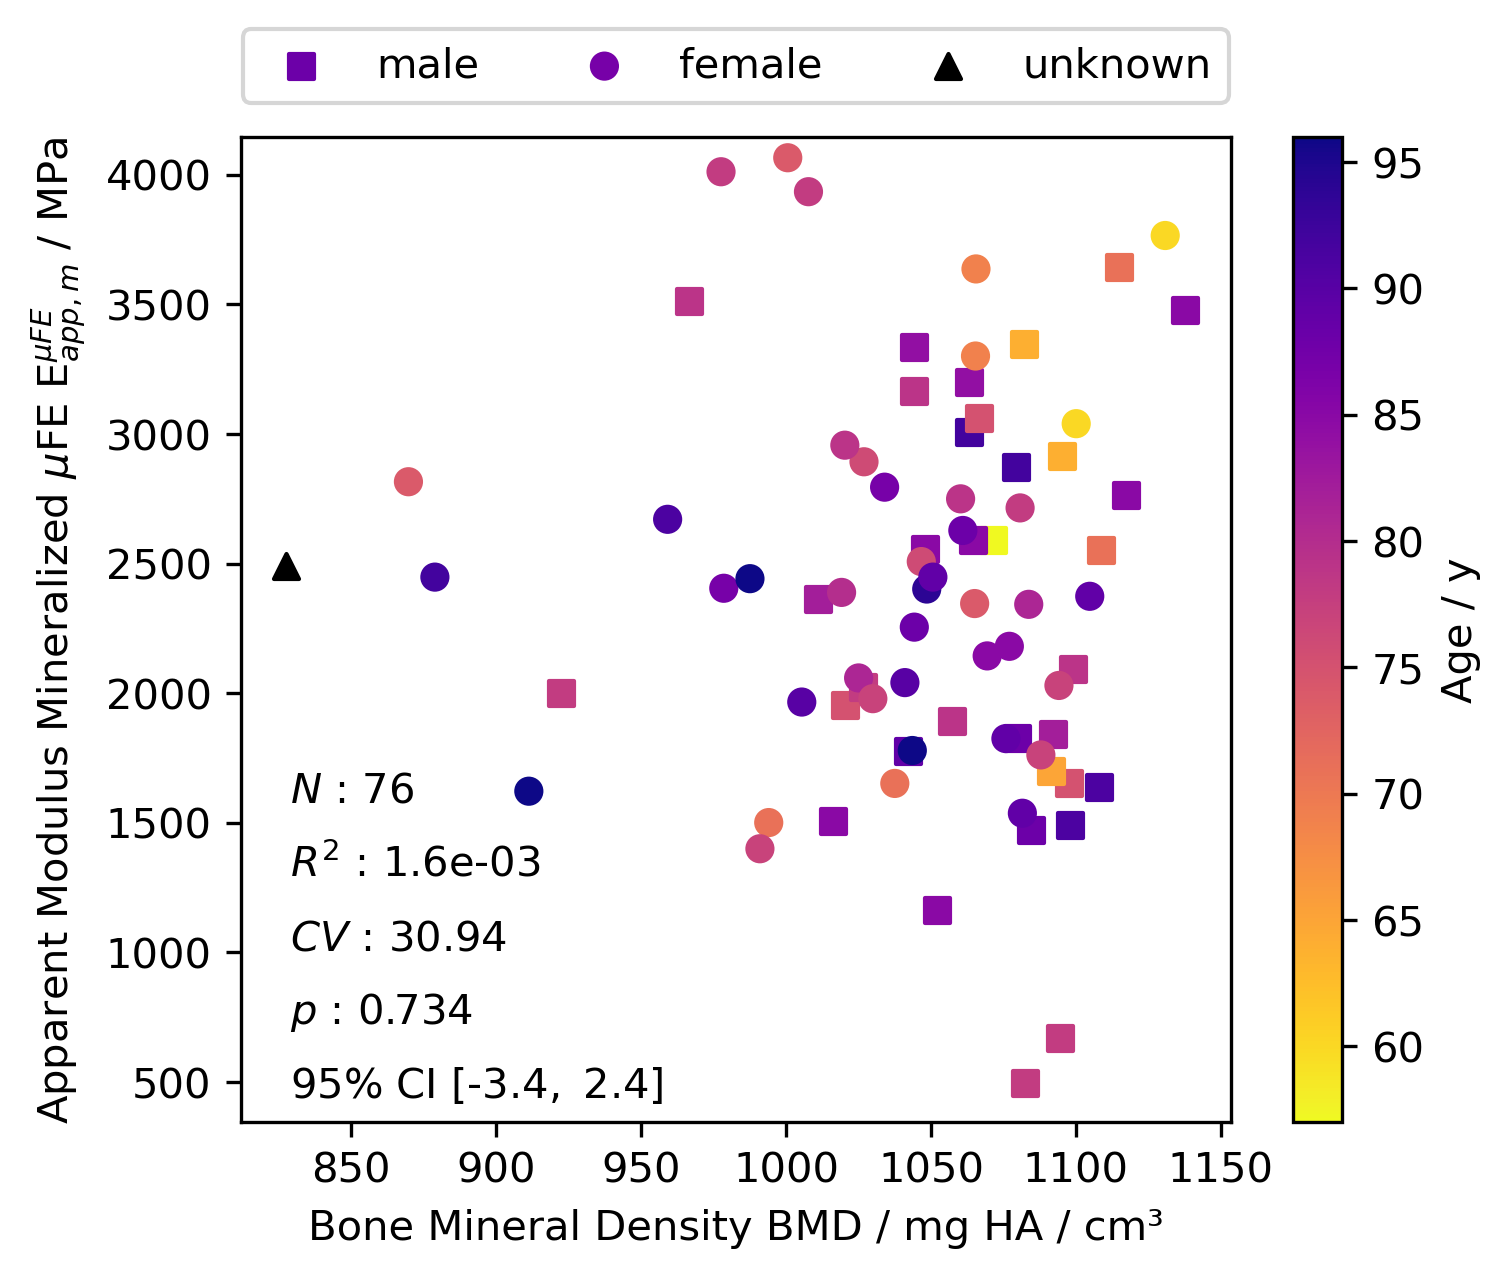 male female unknown
4000
3500
3000
2500
2000
1500
1000
500
Apparent Modulus Mineralized μFE E^{μFE}_{app,m} / MPa
N : 76
R² : 1.6e-03
CV : 30.94
p : 0.734
95% CI [-3.4, 2.4]
850 900 950 1000 1050 1100 1150
Bone Mineral Density BMD / mg HA / cm³
95
90
85
80
75
70
65
60
Age / y